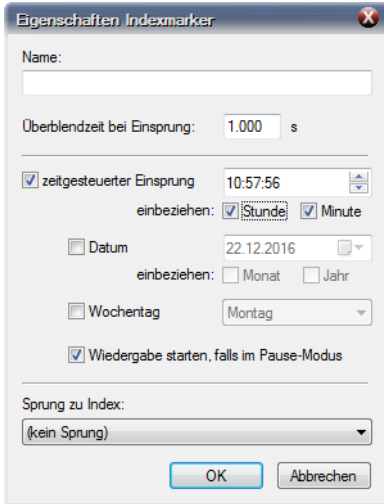 Eigenschaften Indexmarker
Name:
Überblendzeit bei Einsprung: 1.000 s
zeitgesteuerter Einsprung 10:57:56
einbeziehen: Stunde Minute
Datum 22.12.2016
einbeziehen: Monat Jahr
Wochentag Montag
Wiedergabe starten, falls im Pause-Modus
Sprung zu Index:
(kein Sprung)
OK Abbrechen